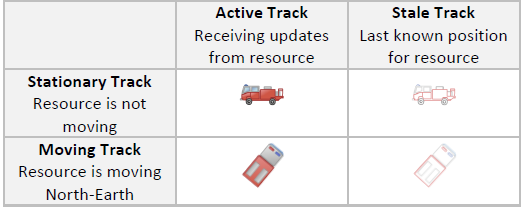 Active Track
Receiving updates
from resource
Stale Track
Last known position
for resource
Stationary Track
Resource is not
moving
Moving Track
Resource is moving
North-Earth